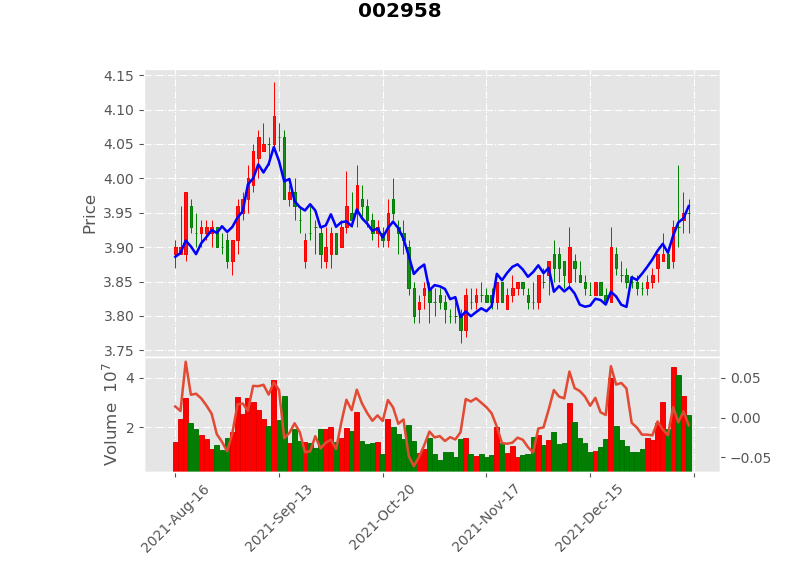 002958
4.15
4.10
4.05
4.00
3.95
3.90
3.85
3.80
3.75
Price
4
2
Volume 10^7
0.05
0.00
−0.05
2021-Aug-16
2021-Sep-13
2021-Oct-20
2021-Nov-17
2021-Dec-15